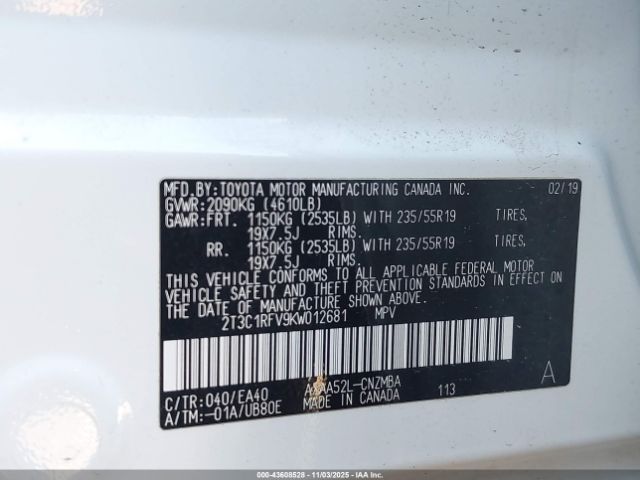 MFD. BY: TOYOTA MOTOR MANUFACTURING CANADA INC. 02/19
GVWR: 2090KG (4610LB)
GAWR: FRT. 1150KG (2535LB) WITH 235/55R19 TIRES,
19X7.5J RIMS.
RR. 1150KG (2535LB) WITH 235/55R19 TIRES,
19X7.5J RIMS.
THIS VEHICLE CONFORMS TO ALL APPLICABLE FEDERAL MOTOR
VEHICLE SAFETY AND THEFT PREVENTION STANDARDS IN EFFECT ON
THE DATE OF MANUFACTURE SHOWN ABOVE.
2T3C1RFV9KW012681 MPV
C/TR: 040/EA40 AXAA52L-CNZMBA A
A/TM: -01A/UB80E MADE IN CANADA 113
000-43608528 - 11/03/2025 - IAAI.COM